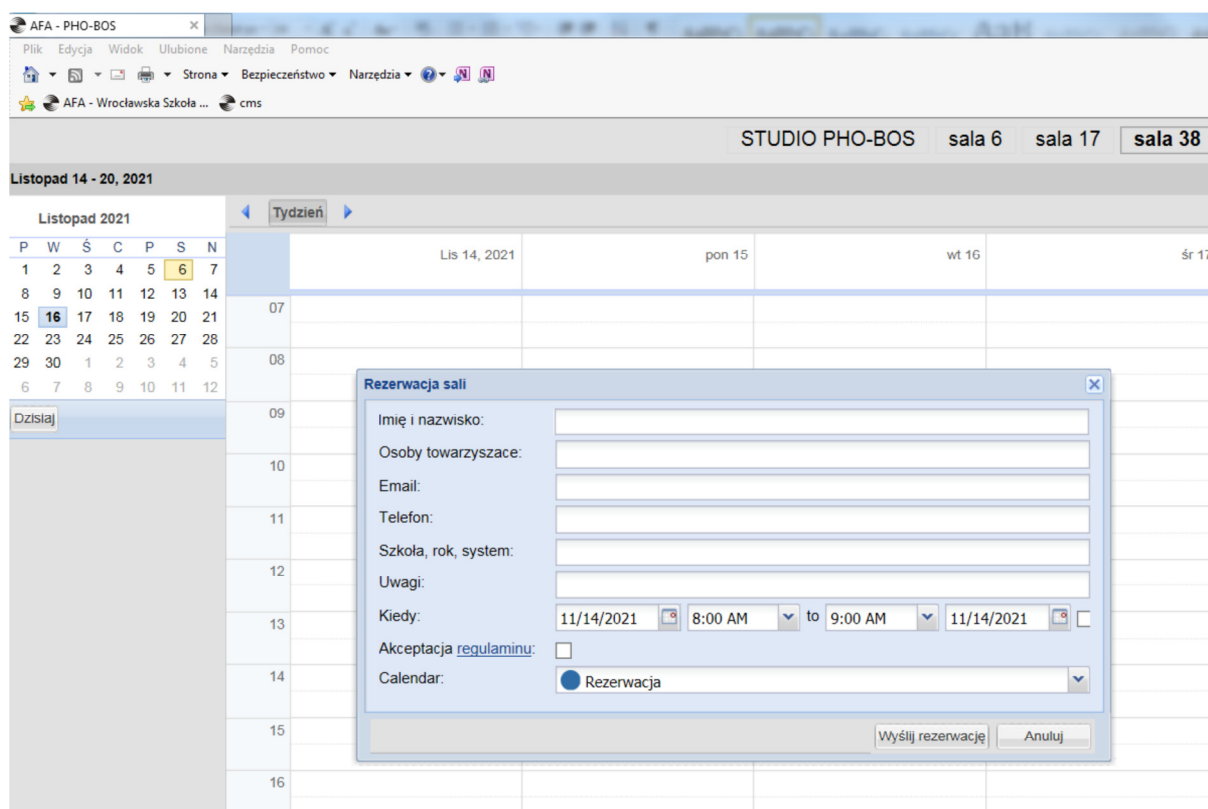 AFA - PHO-BOS
Plik Edycja Widok Ulubione Narzędzia Pomoc
Strona Bezpieczeństwo Narzędzia
AFA - Wrocławska Szkoła ... cms
STUDIO PHO-BOS sala 6 sala 17 sala 38
Listopad 14 - 20, 2021
Listopad 2021
Tydzień
P W Ś C P S N
1 2 3 4 5 6 7
8 9 10 11 12 13 14
15 16 17 18 19 20 21
22 23 24 25 26 27 28
29 30 1 2 3 4 5
6 7 8 9 10 11 12
Dzisiaj
Lis 14, 2021 pon 15 wt 16 śr 17
07
08
09
10
11
12
13
14
15
16
Rezerwacja sali
Imię i nazwisko:
Osoby towarzyszace:
Email:
Telefon:
Szkoła, rok, system:
Uwagi:
Kiedy: 11/14/2021 8:00 AM to 9:00 AM 11/14/2021
Akceptacja regulaminu:
Calendar: Rezerwacja
Wyślij rezerwację Anuluj